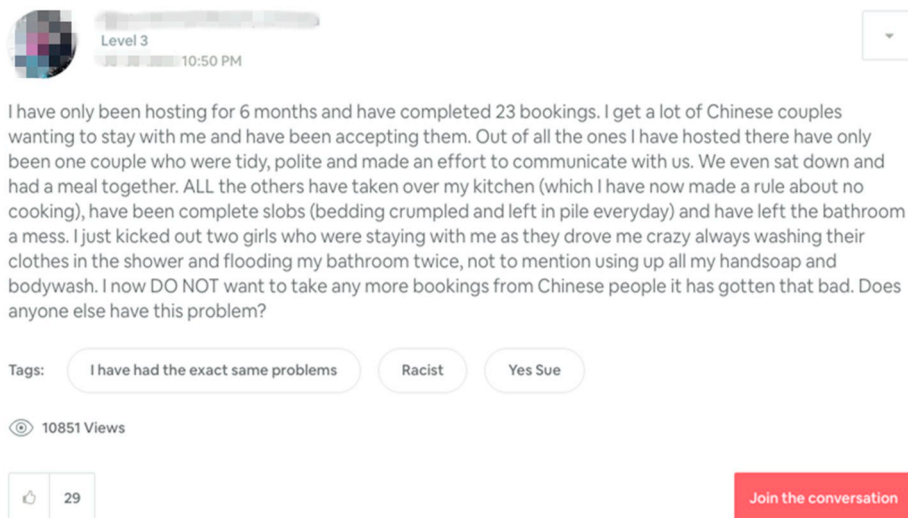 Level 3
10:50 PM
I have only been hosting for 6 months and have completed 23 bookings. I get a lot of Chinese couples
wanting to stay with me and have been accepting them. Out of all the ones I have hosted there have only
been one couple who were tidy, polite and made an effort to communicate with us. We even sat down and
had a meal together. ALL the others have taken over my kitchen (which I have now made a rule about no
cooking), have been complete slobs (bedding crumpled and left in pile everyday) and have left the bathroom
a mess. I just kicked out two girls who were staying with me as they drove me crazy always washing their
clothes in the shower and flooding my bathroom twice, not to mention using up all my handsoap and
bodywash. I now DO NOT want to take any more bookings from Chinese people it has gotten that bad. Does
anyone else have this problem?
Tags: I have had the exact same problems Racist Yes Sue
10851 Views
29 Join the conversation